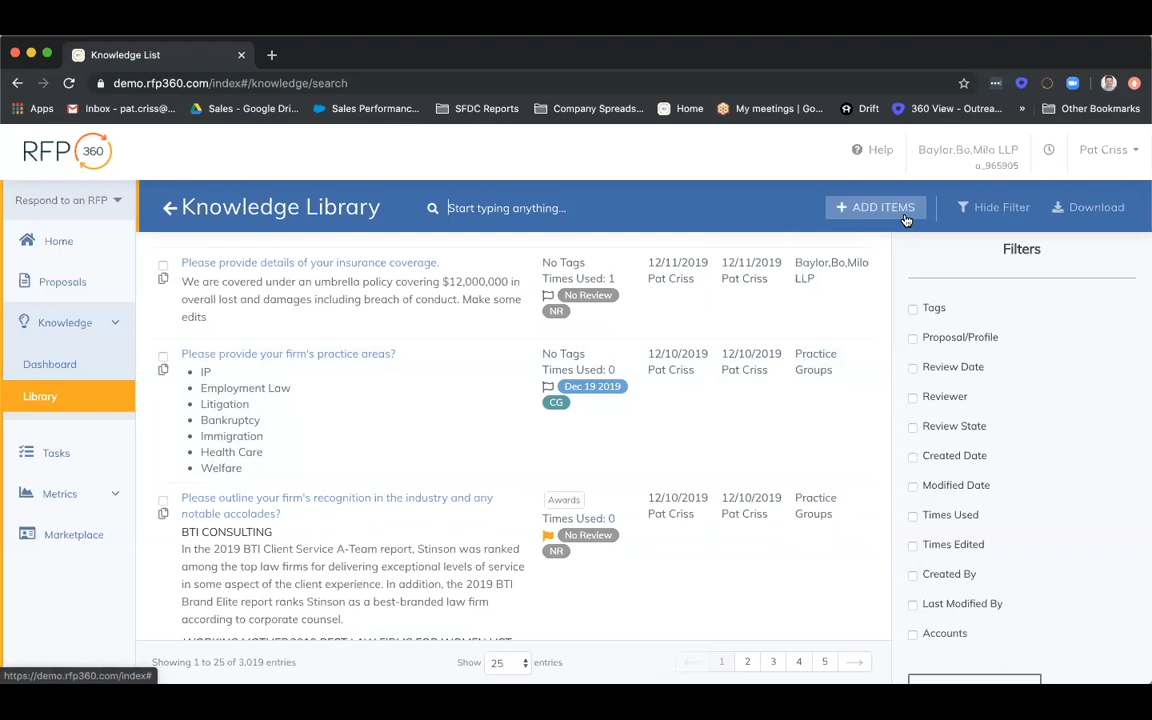 Knowledge List
demo.rfp360.com/index#/knowledge/search
Apps
Inbox - pat.criss@...
Sales - Google Dri...
Sales Performanc...
SFDC Reports
Company Spreads...
Home
My meetings | Go...
Drift
360 View - Outrea...
»
Other Bookmarks
RFP 360
Help
Baylor,Bo,Milo LLP
a_965905
Pat Criss
Respond to an RFP
Home
Proposals
Knowledge
Dashboard
Library
Tasks
Metrics
Marketplace
Knowledge Library
Start typing anything...
+ ADD ITEMS
Hide Filter
Download
Please provide details of your insurance coverage.
We are covered under an umbrella policy covering $12,000,000 in
overall lost and damages including breach of conduct. Make some
edits
No Tags
Times Used: 1
No Review
NR
12/11/2019
Pat Criss
12/11/2019
Pat Criss
Baylor,Bo,Milo
LLP
Please provide your firm's practice areas?
• IP
• Employment Law
• Litigation
• Bankruptcy
• Immigration
• Health Care
• Welfare
No Tags
Times Used: 0
Dec 19 2019
CG
12/10/2019
Pat Criss
12/10/2019
Pat Criss
Practice
Groups
Please outline your firm's recognition in the industry and any
notable accolades?
BTI CONSULTING
In the 2019 BTI Client Service A-Team report, Stinson was ranked
among the top law firms for delivering exceptional levels of service
in some aspect of the client experience. In addition, the 2019 BTI
Brand Elite report ranks Stinson as a best-branded law firm
according to corporate counsel.
WORKING MOTHER 2019 BEST LAW FIRMS FOR WOMEN LIST
Awards
Times Used: 0
No Review
NR
12/10/2019
Pat Criss
12/10/2019
Pat Criss
Practice
Groups
Filters
Tags
Proposal/Profile
Review Date
Reviewer
Review State
Created Date
Modified Date
Times Used
Times Edited
Created By
Last Modified By
Accounts
Showing 1 to 25 of 3,019 entries
Show 25 entries
1 2 3 4 5
https://demo.rfp360.com/index#